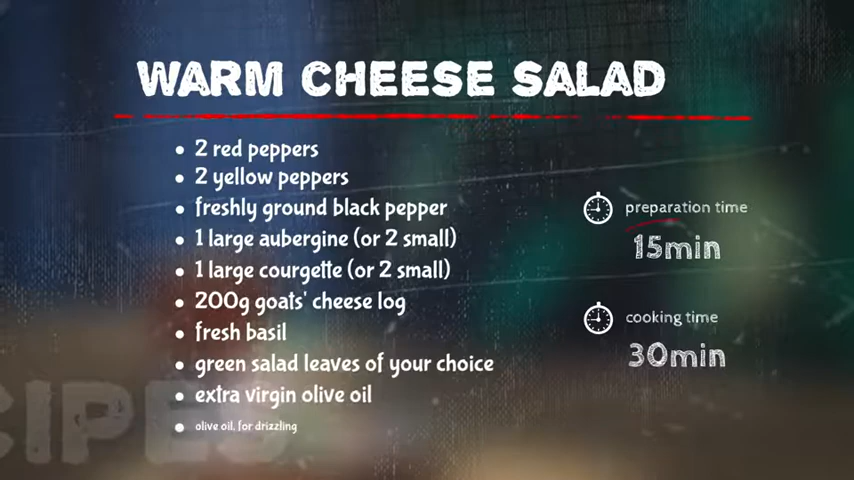 WARM CHEESE SALAD
• 2 red peppers
• 2 yellow peppers
• freshly ground black pepper
• 1 large aubergine (or 2 small)
• 1 large courgette (or 2 small)
• 200g goats' cheese log
• fresh basil
• green salad leaves of your choice
• extra virgin olive oil
• olive oil, for drizzling
preparation time
15min
cooking time
30min
CIPES